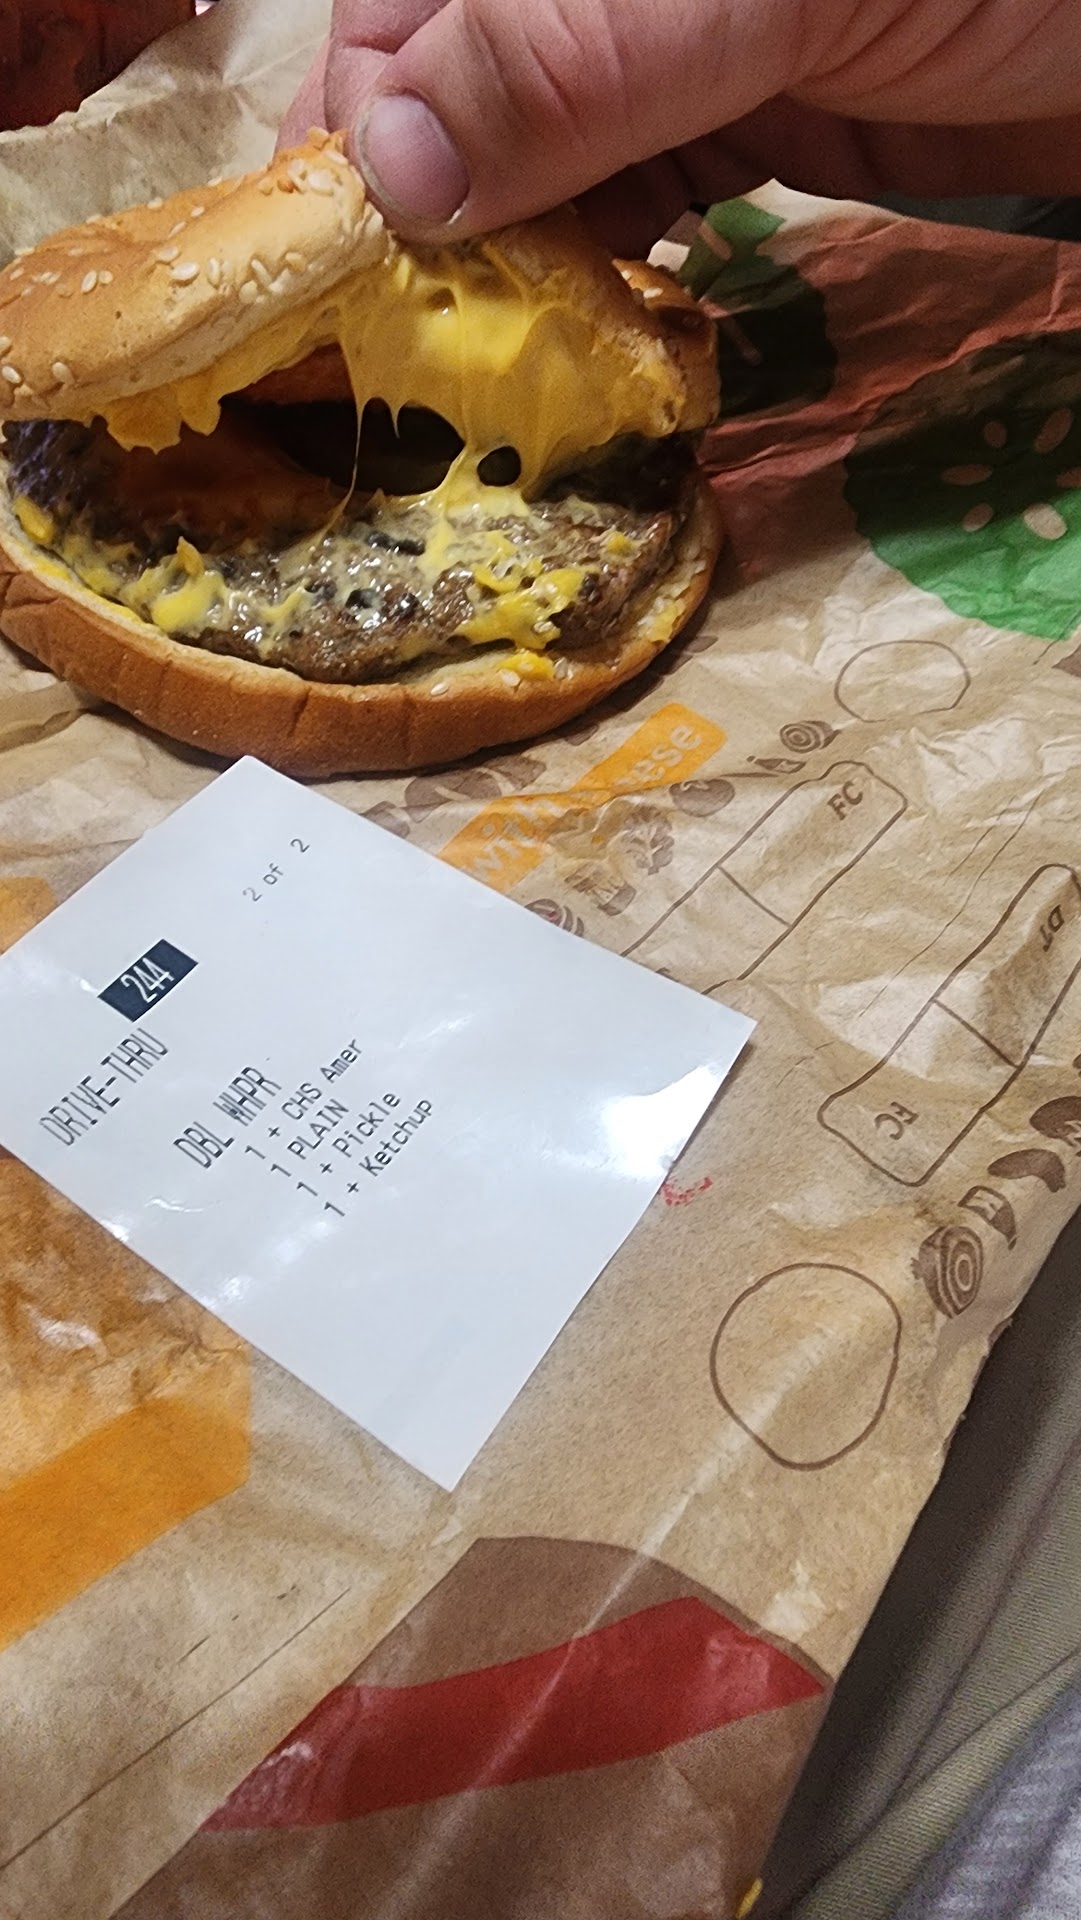 2 of 2
244
DRIVE-THRU
DBL WHPR
1 + CHS Amer
1 PLAIN
1 + Pickle
1 + Ketchup
with
FC
DT
FC